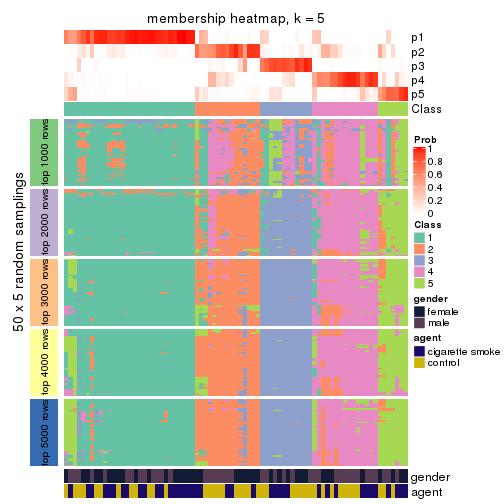 membership heatmap, k = 5
p1
p2
p3
p4
p5
Class
50 x 5 random samplings
top 1000 rows
top 2000 rows
top 3000 rows
top 4000 rows
top 5000 rows
gender
agent
Prob
1
0.8
0.6
0.4
0.2
0
Class
1
2
3
4
5
gender
female
male
agent
cigarette smoke
control